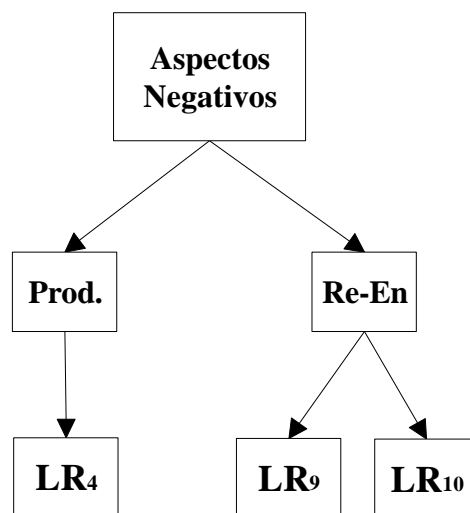 Aspectos
Negativos
Prod.
Re-En
LR4
LR9
LR10